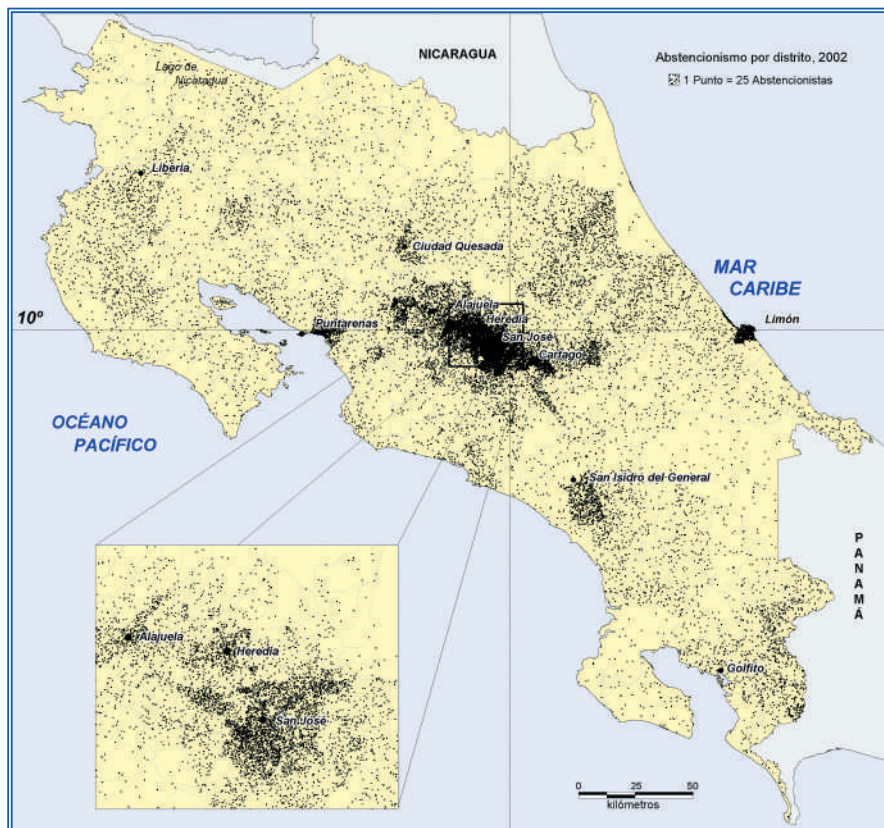 NICARAGUA
Abstencionismo por distrito, 2002
1 Punto = 25 Abstencionistas
Lago de
Nicaragua
Liberia
Ciudad Quesada
MAR
CARIBE
10º
Alajuela
Heredia
Puntarenas
San José
Limón
Cartago
OCÉANO
PACÍFICO
San Isidro del General
PANAMÁ
Alajuela
Heredia
San José
Golfito
0 25 50
kilómetros